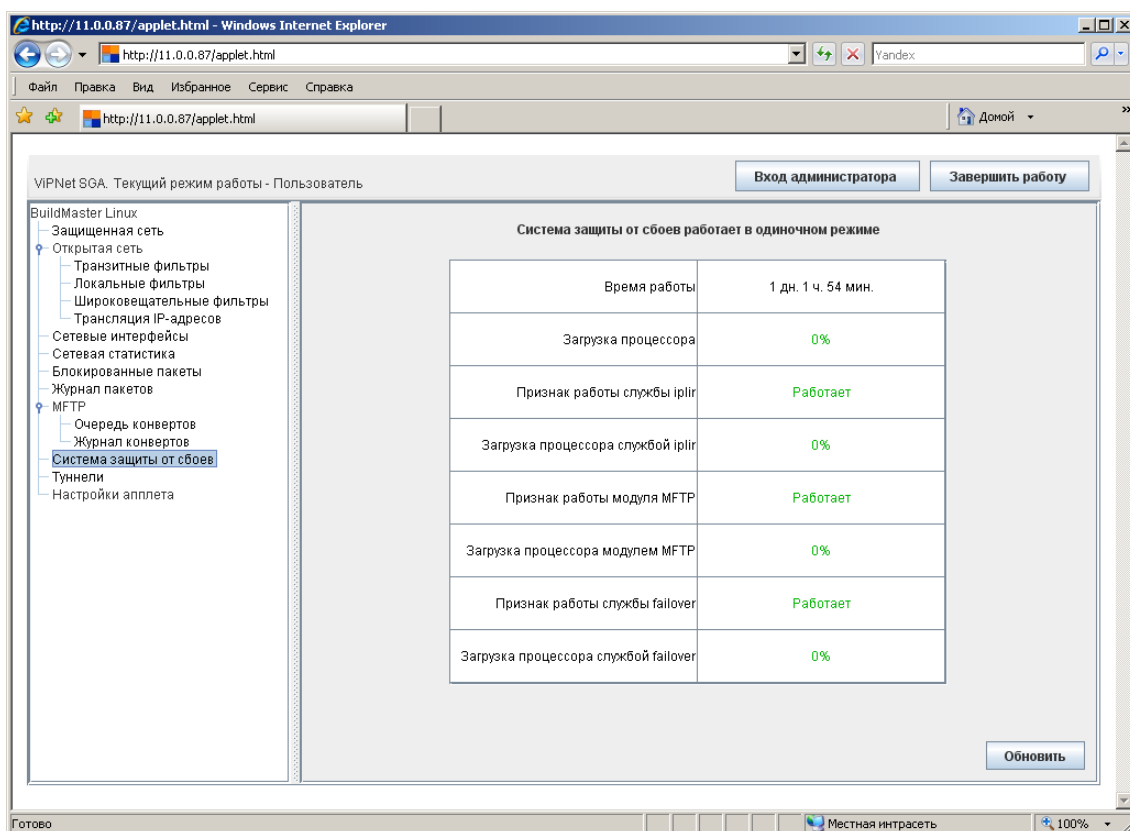 http://11.0.0.87/applet.html - Windows Internet Explorer
http://11.0.0.87/applet.html
Yandex
Файл Правка Вид Избранное Сервис Справка
http://11.0.0.87/applet.html
Домой
ViPNet SGA. Текущий режим работы - Пользователь
Вход администратора
Завершить работу
BuildMaster Linux
Защищенная сеть
Открытая сеть
Транзитные фильтры
Локальные фильтры
Широковещательные фильтры
Трансляция IP-адресов
Сетевые интерфейсы
Сетевая статистика
Блокированные пакеты
Журнал пакетов
MFTP
Очередь конвертов
Журнал конвертов
Система защиты от сбоев
Туннели
Настройки апплета
Система защиты от сбоев работает в одиночном режиме
Время работы 1 дн. 1 ч. 54 мин.
Загрузка процессора 0%
Признак работы службы iplir Работает
Загрузка процессора службой iplir 0%
Признак работы модуля MFTP Работает
Загрузка процессора модулем MFTP 0%
Признак работы службы failover Работает
Загрузка процессора службой failover 0%
Обновить
Готово
Местная интрасеть
100%